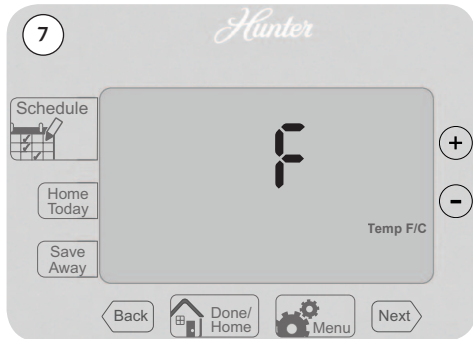 7
Hunter
Schedule
F
+
Home
Today
-
Temp F/C
Save
Away
Back
Done/
Home
Menu
Next